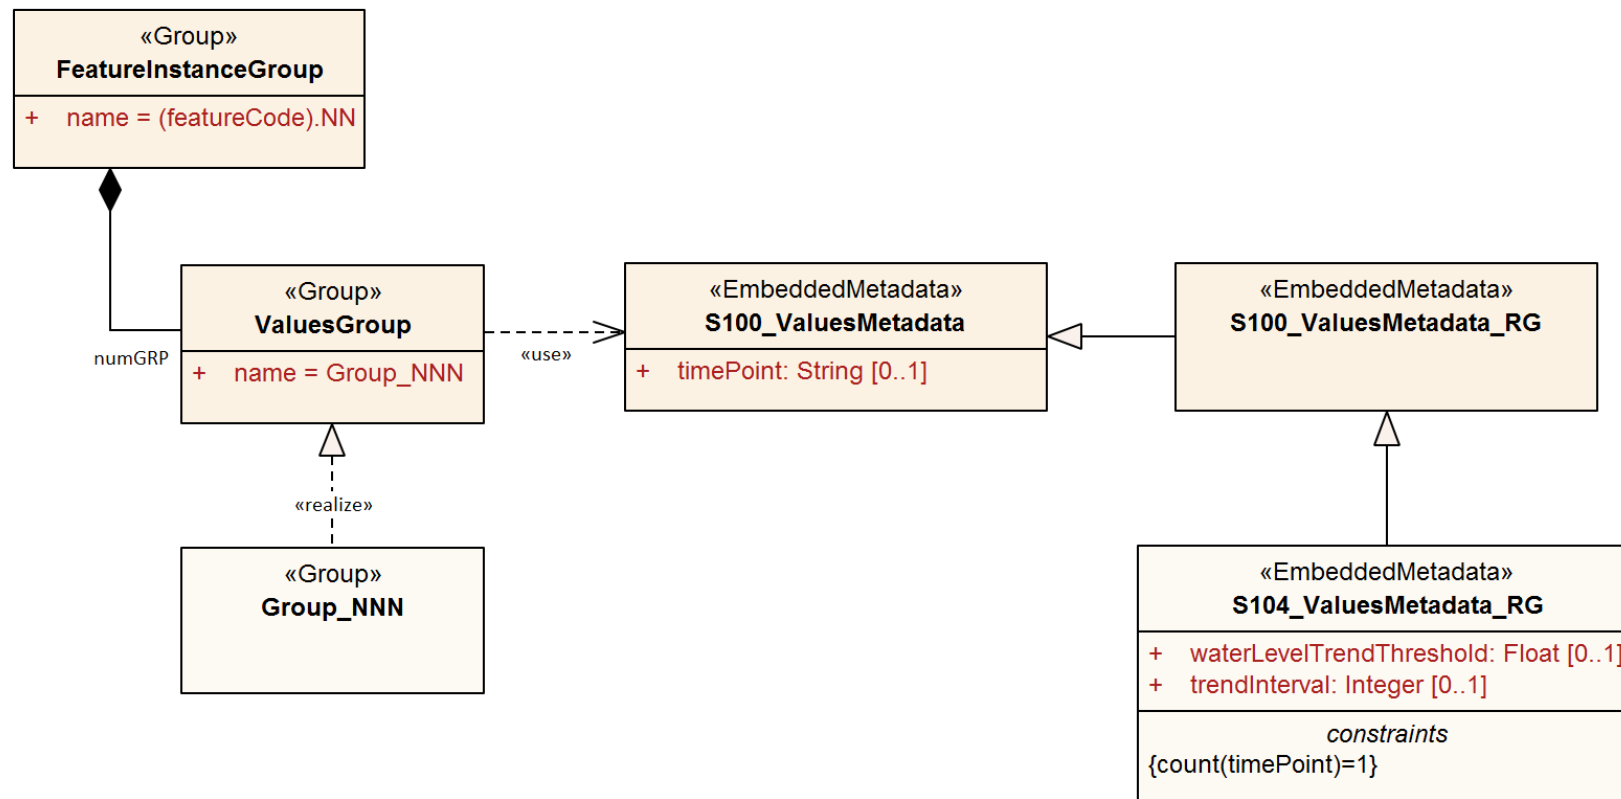 «Group»
FeatureInstanceGroup
+ name = (featureCode).NN
«Group»
ValuesGroup
+ name = Group_NNN
numGRP
«use»
«EmbeddedMetadata»
S100_ValuesMetadata
+ timePoint: String [0..1]
«EmbeddedMetadata»
S100_ValuesMetadata_RG
«realize»
«Group»
Group_NNN
«EmbeddedMetadata»
S104_ValuesMetadata_RG
+ waterLevelTrendThreshold: Float [0..1]
+ trendInterval: Integer [0..1]
constraints
{count(timePoint)=1}